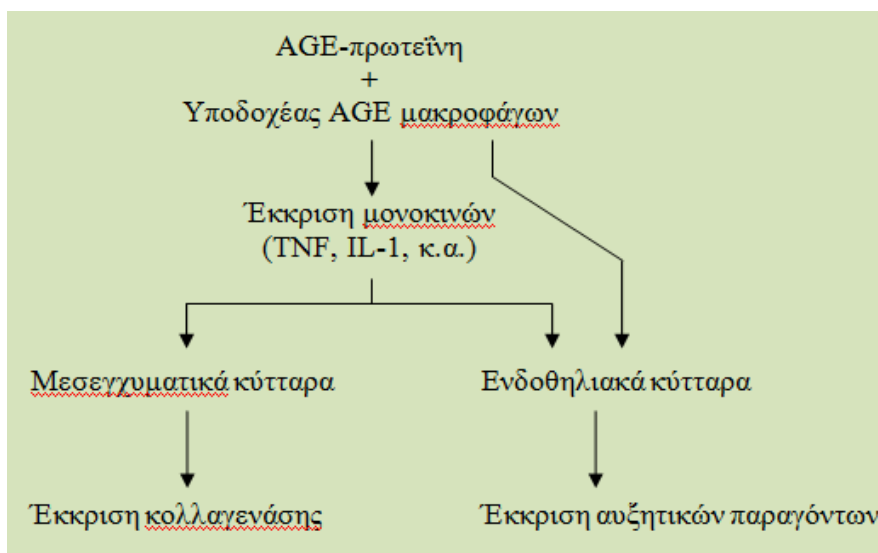 AGE-πρωτεΐνη
+
Υποδοχέας AGE μακροφάγων
Έκκριση μονοκινών
(TNF, IL-1, κ.α.)
Μεσεγχυματικά κύτταρα
Ενδοθηλιακά κύτταρα
Έκκριση κολλαγενάσης
Έκκριση αυξητικών παραγόντων